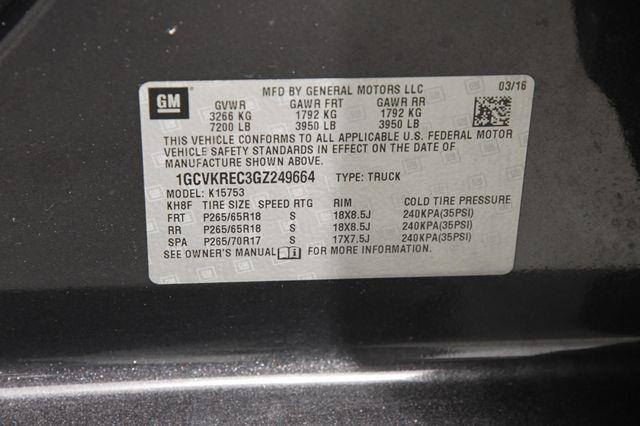 GM
MFD BY GENERAL MOTORS LLC 03/16
GVWR GAWR FRT GAWR RR
3266 KG 1792 KG 1792 KG
7200 LB 3950 LB 3950 LB
THIS VEHICLE CONFORMS TO ALL APPLICABLE U.S. FEDERAL MOTOR
VEHICLE SAFETY STANDARDS IN EFFECT ON THE DATE OF
MANUFACTURE SHOWN ABOVE.
1GCVKREC3GZ249664 TYPE: TRUCK
MODEL: K15753
KH8F TIRE SIZE SPEED RTG RIM COLD TIRE PRESSURE
FRT P265/65R18 S 18X8.5J 240KPA(35PSI)
RR P265/65R18 S 18X8.5J 240KPA(35PSI)
SPA P265/70R17 S 17X7.5J 240KPA(35PSI)
SEE OWNER'S MANUAL FOR MORE INFORMATION.